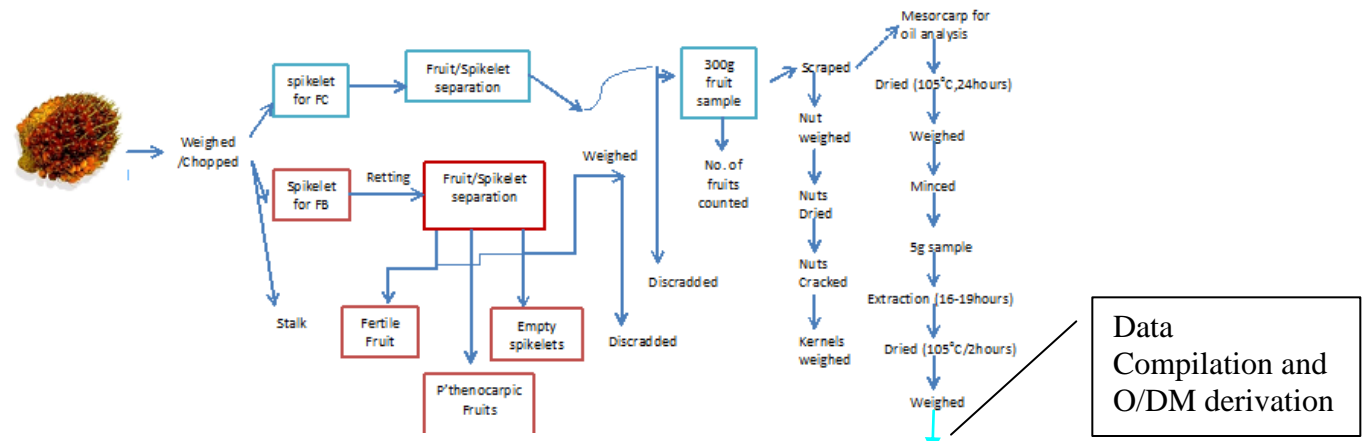 Weighed
/Chopped
spikelet
for FC
Fruit/Spikelet
separation
300g
fruit
sample
No. of
fruits
counted
Discradded
Spikelet
for FB
Retting
Fruit/Spikelet
separation
Weighed
Discradded
Stalk
Fertile
Fruit
P'thenocarpic
Fruits
Empty
spikelets
Scraped
Nut
weighed
Nuts
Dried
Nuts
Cracked
Kernels
weighed
Mesorcarp for
oil analysis
Dried (105°C,24hours)
Weighed
Minced
5g sample
Extraction (16-19hours)
Dried (105°C/2hours)
Weighed
Data
Compilation and
O/DM derivation